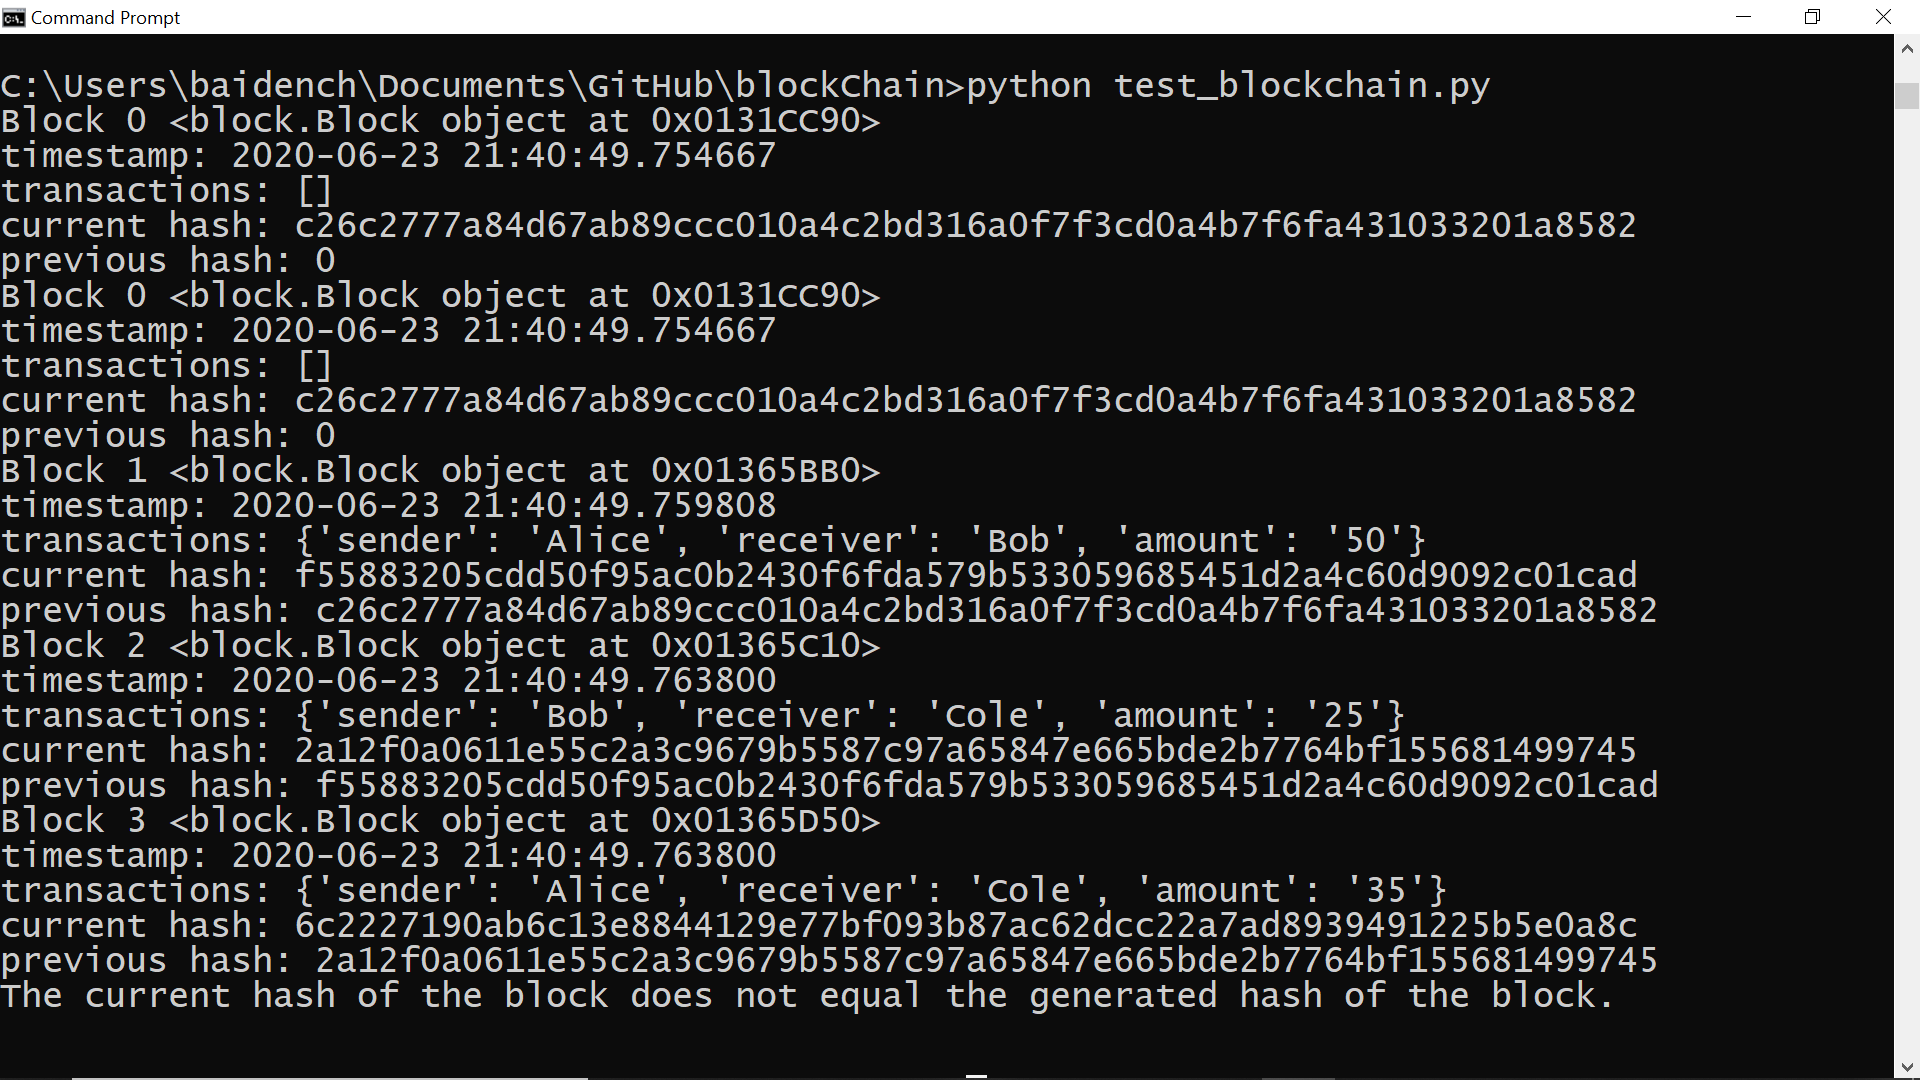 Command Prompt
C:\Users\baidench\Documents\GitHub\blockChain>python test_blockchain.py
Block 0 <block.Block object at 0x0131CC90>
timestamp: 2020-06-23 21:40:49.754667
transactions: []
current hash: c26c2777a84d67ab89ccc010a4c2bd316a0f7f3cd0a4b7f6fa431033201a8582
previous hash: 0
Block 0 <block.Block object at 0x0131CC90>
timestamp: 2020-06-23 21:40:49.754667
transactions: []
current hash: c26c2777a84d67ab89ccc010a4c2bd316a0f7f3cd0a4b7f6fa431033201a8582
previous hash: 0
Block 1 <block.Block object at 0x01365BB0>
timestamp: 2020-06-23 21:40:49.759808
transactions: {'sender': 'Alice', 'receiver': 'Bob', 'amount': '50'}
current hash: f55883205cdd50f95ac0b2430f6fda579b533059685451d2a4c60d9092c01cad
previous hash: c26c2777a84d67ab89ccc010a4c2bd316a0f7f3cd0a4b7f6fa431033201a8582
Block 2 <block.Block object at 0x01365C10>
timestamp: 2020-06-23 21:40:49.763800
transactions: {'sender': 'Bob', 'receiver': 'Cole', 'amount': '25'}
current hash: 2a12f0a0611e55c2a3c9679b5587c97a65847e665bde2b7764bf155681499745
previous hash: f55883205cdd50f95ac0b2430f6fda579b533059685451d2a4c60d9092c01cad
Block 3 <block.Block object at 0x01365D50>
timestamp: 2020-06-23 21:40:49.763800
transactions: {'sender': 'Alice', 'receiver': 'Cole', 'amount': '35'}
current hash: 6c2227190ab6c13e8844129e77bf093b87ac62dcc22a7ad8939491225b5e0a8c
previous hash: 2a12f0a0611e55c2a3c9679b5587c97a65847e665bde2b7764bf155681499745
The current hash of the block does not equal the generated hash of the block.